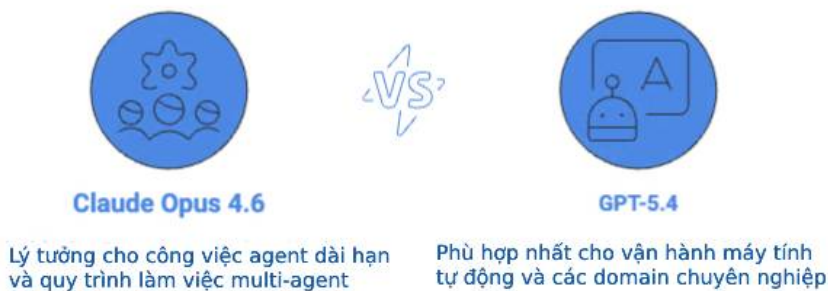 VS
A
Claude Opus 4.6
GPT-5.4
Lý tưởng cho công việc agent dài hạn
và quy trình làm việc multi-agent
Phù hợp nhất cho vận hành máy tính
tự động và các domain chuyên nghiệp